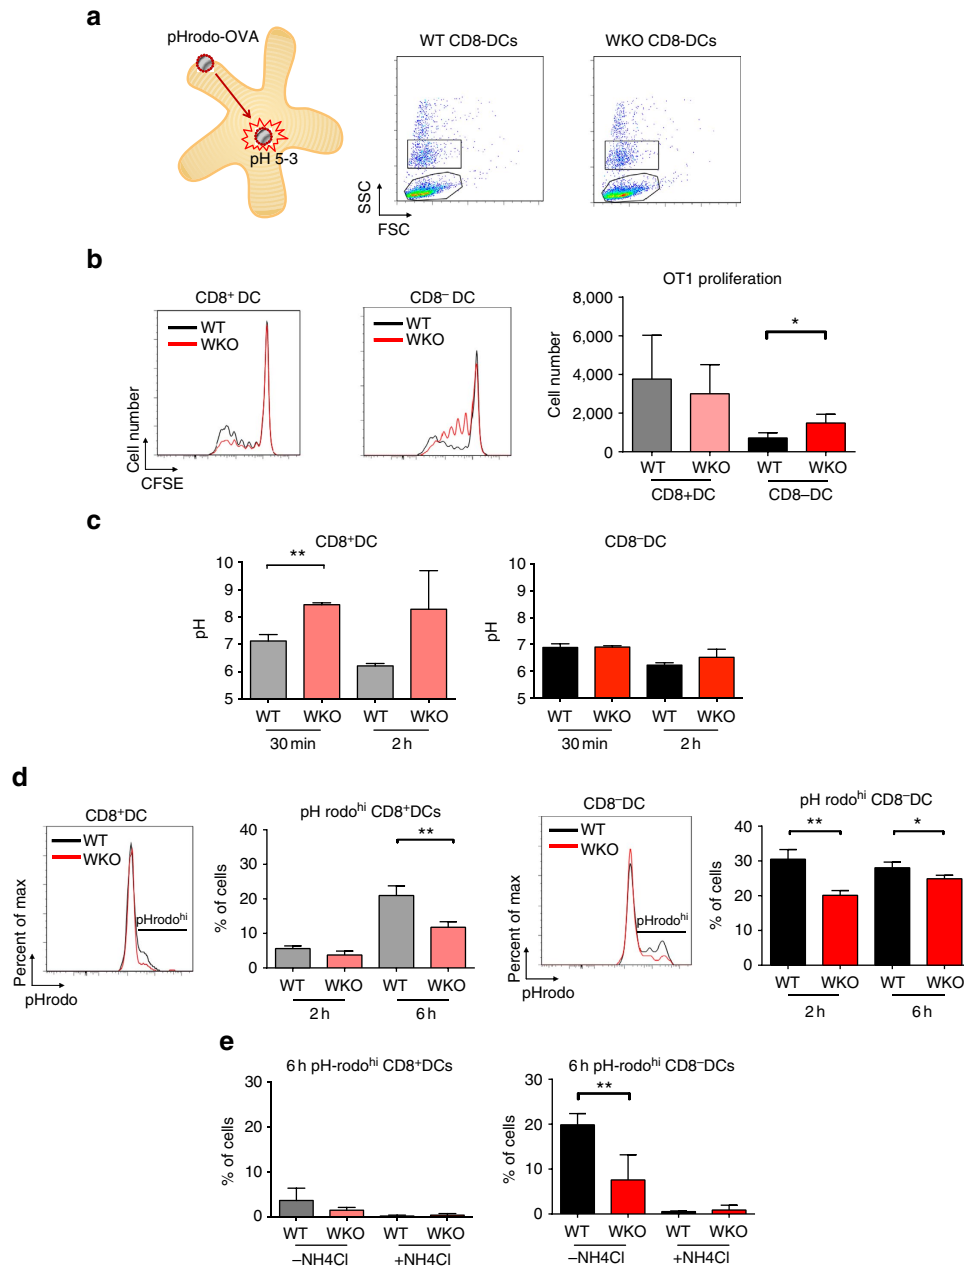 a
pHrodo-OVA
pH 5-3
WT CD8-DCs
WKO CD8-DCs
SSC
FSC
b
CD8⁺ DC
WT
WKO
Cell number
CFSE
CD8⁻ DC
WT
WKO
OT1 proliferation
Cell number
8,000
6,000
4,000
2,000
0
*
WT
WKO
WT
WKO
CD8+DC
CD8–DC
c
CD8⁺DC
pH
10
9
8
7
6
5
**
WT
WKO
WT
WKO
30 min
2 h
CD8⁻DC
pH
10
9
8
7
6
5
WT
WKO
WT
WKO
30 min
2 h
d
CD8⁺DC
WT
WKO
pHrodoʰⁱ
Percent of max
pHrodo
pH rodoʰⁱ CD8⁺DCs
% of cells
40
30
20
10
0
**
WT
WKO
WT
WKO
2 h
6 h
CD8⁻DC
WT
WKO
pHrodoʰⁱ
Percent of max
pHrodo
pH rodoʰⁱ CD8⁻DC
% of cells
40
30
20
10
0
**
*
WT
WKO
WT
WKO
2 h
6 h
e
6 h pH-rodoʰⁱ CD8⁺DCs
% of cells
30
20
10
0
WT
WKO
WT
WKO
–NH4Cl
+NH4Cl
6 h pH-rodoʰⁱ CD8⁻DCs
% of cells
30
20
10
0
**
WT
WKO
WT
WKO
–NH4Cl
+NH4Cl